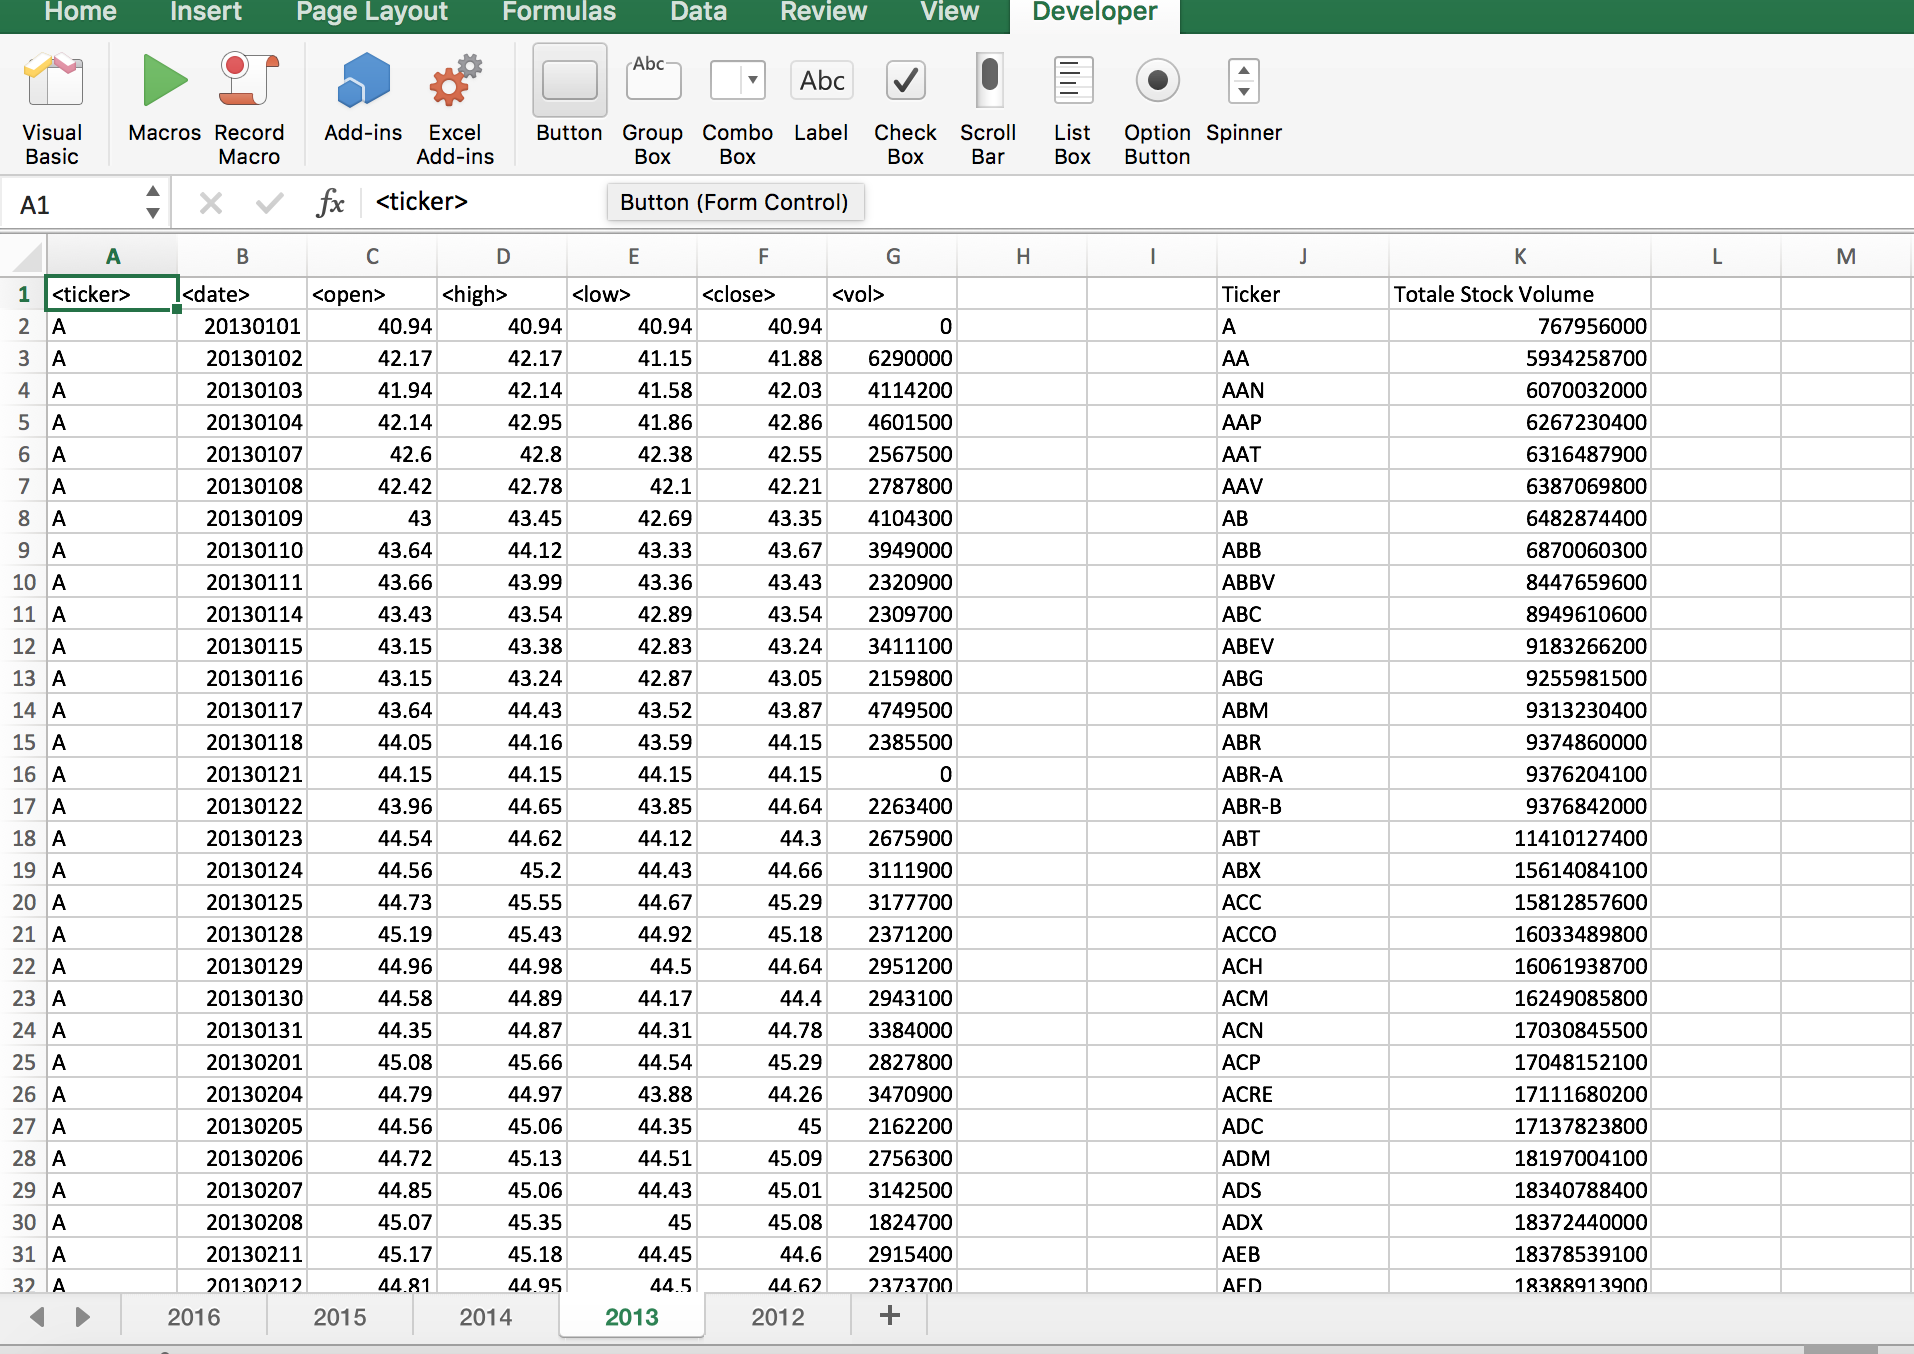 Home Insert Page Layout Formulas Data Review View Developer
Visual Basic Macros Record Macro Add-ins Excel Add-ins Button Group Box Combo Box Label Check Box Scroll Bar List Box Option Button Spinner
Abc Abc
A1 fx <ticker> Button (Form Control)
A B C D E F G H I J K L M
1 <ticker> <date> <open> <high> <low> <close> <vol> Ticker Totale Stock Volume
2 A 20130101 40.94 40.94 40.94 40.94 0 A 767956000
3 A 20130102 42.17 42.17 41.15 41.88 6290000 AA 5934258700
4 A 20130103 41.94 42.14 41.58 42.03 4114200 AAN 6070032000
5 A 20130104 42.14 42.95 41.86 42.86 4601500 AAP 6267230400
6 A 20130107 42.6 42.8 42.38 42.55 2567500 AAT 6316487900
7 A 20130108 42.42 42.78 42.1 42.21 2787800 AAV 6387069800
8 A 20130109 43 43.45 42.69 43.35 4104300 AB 6482874400
9 A 20130110 43.64 44.12 43.33 43.67 3949000 ABB 6870060300
10 A 20130111 43.66 43.99 43.36 43.43 2320900 ABBV 8447659600
11 A 20130114 43.43 43.54 42.89 43.54 2309700 ABC 8949610600
12 A 20130115 43.15 43.38 42.83 43.24 3411100 ABEV 9183266200
13 A 20130116 43.15 43.24 42.87 43.05 2159800 ABG 9255981500
14 A 20130117 43.64 44.43 43.52 43.87 4749500 ABM 9313230400
15 A 20130118 44.05 44.16 43.59 44.15 2385500 ABR 9374860000
16 A 20130121 44.15 44.15 44.15 44.15 0 ABR-A 9376204100
17 A 20130122 43.96 44.65 43.85 44.64 2263400 ABR-B 9376842000
18 A 20130123 44.54 44.62 44.12 44.3 2675900 ABT 11410127400
19 A 20130124 44.56 45.2 44.43 44.66 3111900 ABX 15614084100
20 A 20130125 44.73 45.55 44.67 45.29 3177700 ACC 15812857600
21 A 20130128 45.19 45.43 44.92 45.18 2371200 ACCO 16033489800
22 A 20130129 44.96 44.98 44.5 44.64 2951200 ACH 16061938700
23 A 20130130 44.58 44.89 44.17 44.4 2943100 ACM 16249085800
24 A 20130131 44.35 44.87 44.31 44.78 3384000 ACN 17030845500
25 A 20130201 45.08 45.66 44.54 45.29 2827800 ACP 17048152100
26 A 20130204 44.79 44.97 43.88 44.26 3470900 ACRE 17111680200
27 A 20130205 44.56 45.06 44.35 45 2162200 ADC 17137823800
28 A 20130206 44.72 45.13 44.51 45.09 2756300 ADM 18197004100
29 A 20130207 44.85 45.06 44.43 45.01 3142500 ADS 18340788400
30 A 20130208 45.07 45.35 45 45.08 1824700 ADX 18372440000
31 A 20130211 45.17 45.18 44.45 44.6 2915400 AEB 18378539100
32 A 20130212 44.81 44.95 44.5 44.62 2373700 AED 18388913900
2016 2015 2014 2013 2012 +